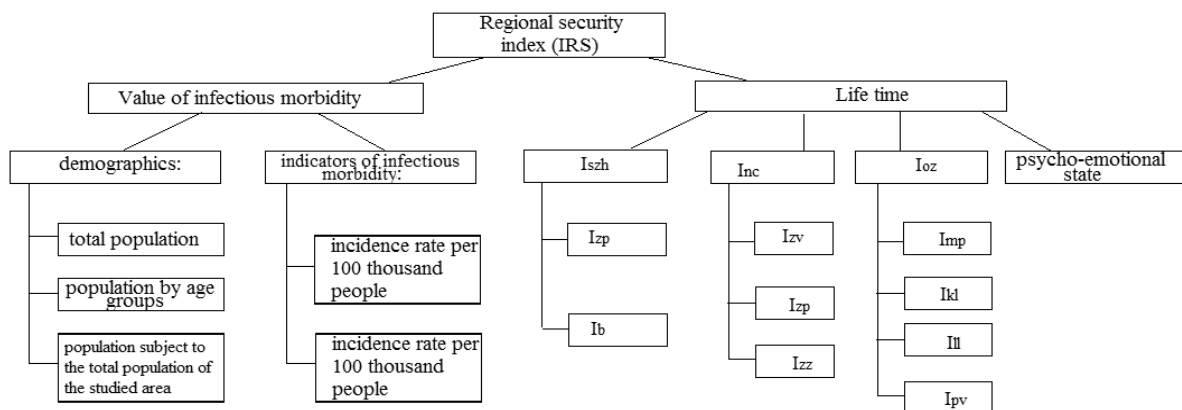 Regional security
index (IRS)
Value of infectious morbidity
Life time
demographics:
indicators of infectious
morbidity:
Iszh
Inc
Ioz
psycho-emotional
state
total population
population by age
groups
population subject to
the total population of
the studied area
incidence rate per
100 thousand
people
incidence rate per
100 thousand
people
Izp
Ib
Izv
Izp
Izz
Imp
Ikl
Ill
Ipv